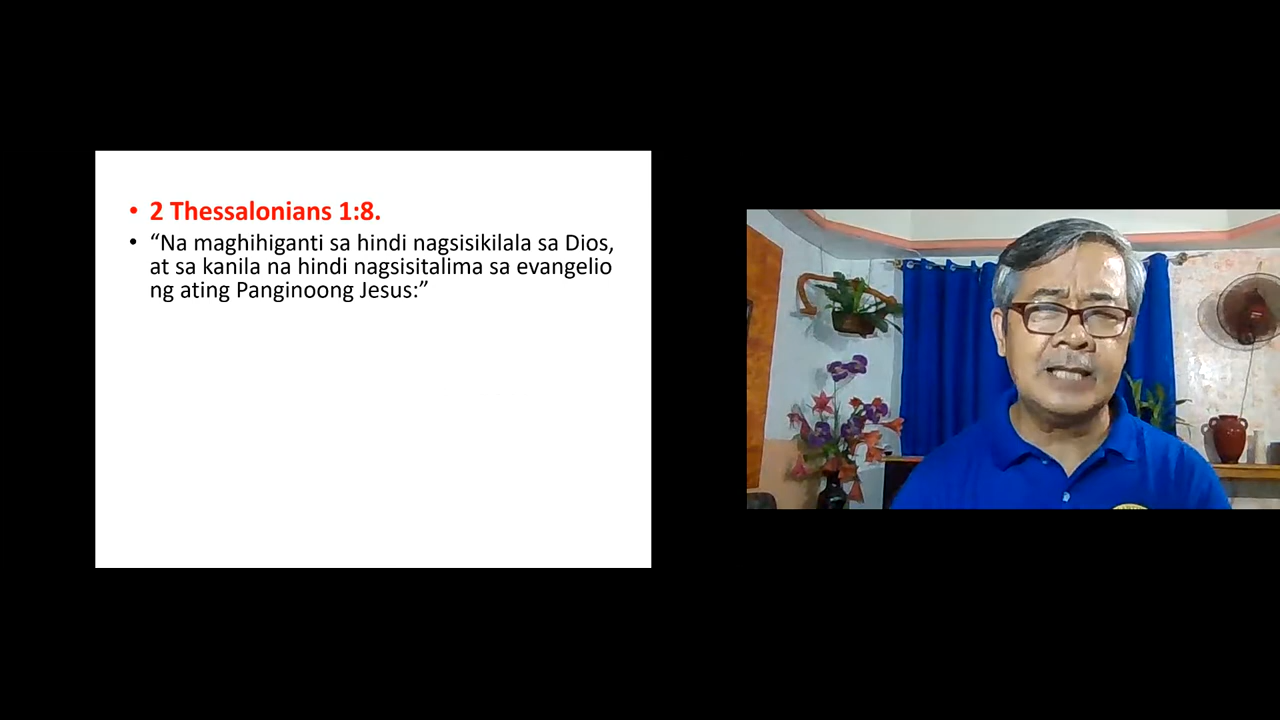 2 Thessalonians 1:8.
“Na maghihiganti sa hindi nagsisikilala sa Dios,
at sa kanila na hindi nagsisitalima sa evangelio
ng ating Panginoong Jesus:”